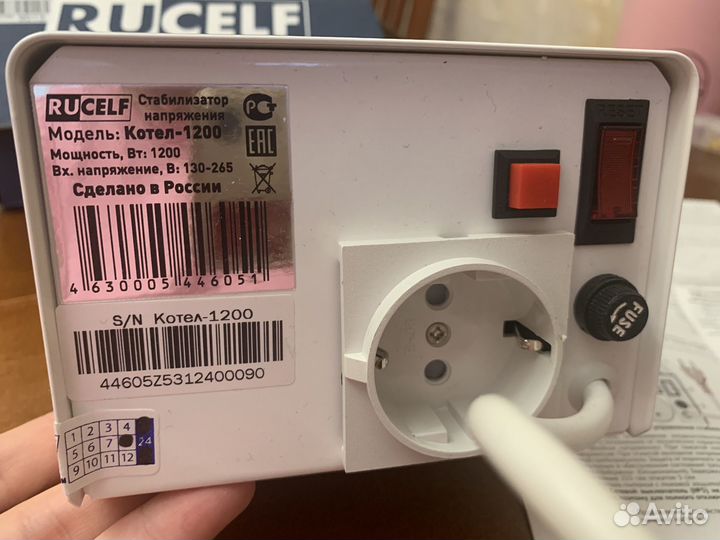 RUCELF
RUCELF
Стабилизатор
напряжения
Модель: Котел-1200
Мощность, Вт: 1200
Вх. напряжение, В: 130-265
Сделано в России
EAC
4 630005 446051
S/N Котел-1200
44605Z5312400090
1 2 3 4
5 6 7 24
9 10 11 12
RESET
FUSE
Avito